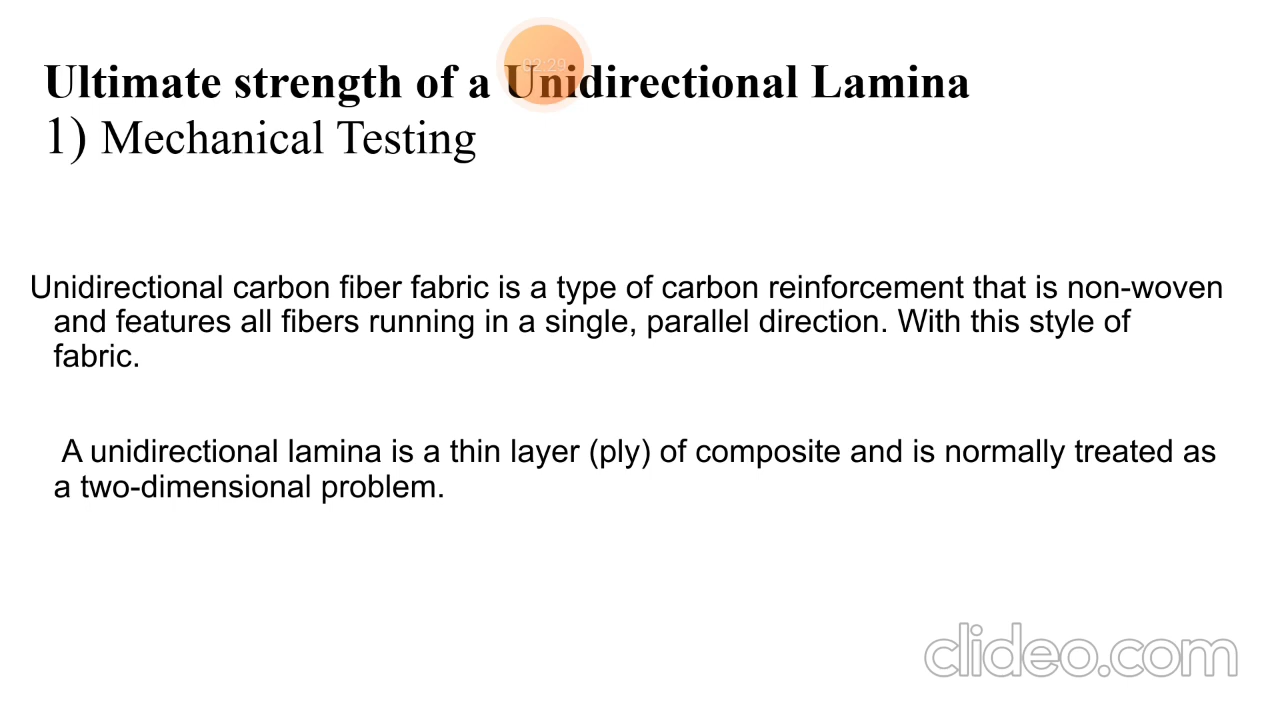 Ultimate strength of a Unidirectional Lamina
1) Mechanical Testing
02:29
Unidirectional carbon fiber fabric is a type of carbon reinforcement that is non-woven
and features all fibers running in a single, parallel direction. With this style of
fabric.
A unidirectional lamina is a thin layer (ply) of composite and is normally treated as
a two-dimensional problem.
clideo.com